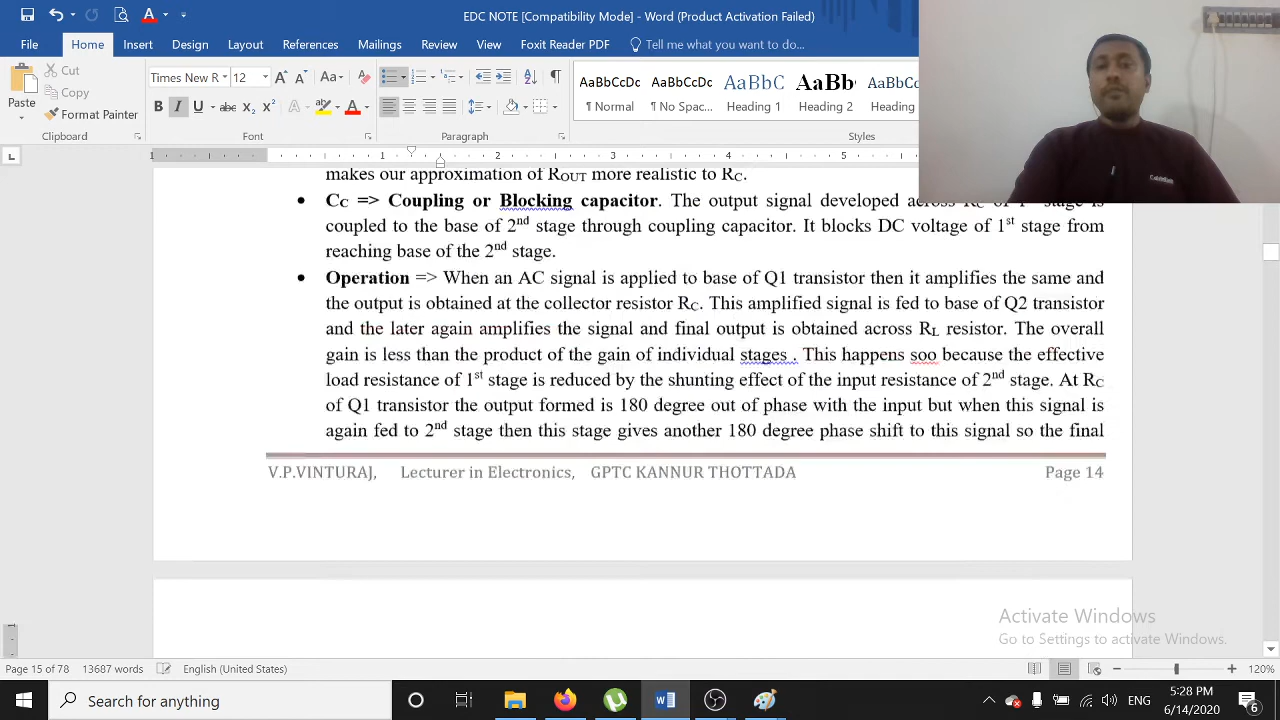 EDC NOTE [Compatibility Mode] - Word (Product Activation Failed)
File Home Insert Design Layout References Mailings Review View Foxit Reader PDF Tell me what you want to do...
Paste
Cut
Copy
Format Painter
Clipboard
Times New R 12
Font
Paragraph
AaBbCcDc AaBbCcDc AaBbC AaBb AaBbCc
¶ Normal ¶ No Spac... Heading 1 Heading 2 Heading
Styles
1 2 3 4 5
makes our approximation of ROUT more realistic to RC.
• CC => Coupling or Blocking capacitor. The output signal developed across RC of 1st stage is
coupled to the base of 2nd stage through coupling capacitor. It blocks DC voltage of 1st stage from
reaching base of the 2nd stage.
• Operation => When an AC signal is applied to base of Q1 transistor then it amplifies the same and
the output is obtained at the collector resistor RC. This amplified signal is fed to base of Q2 transistor
and the later again amplifies the signal and final output is obtained across RL resistor. The overall
gain is less than the product of the gain of individual stages . This happens soo because the effective
load resistance of 1st stage is reduced by the shunting effect of the input resistance of 2nd stage. At RC
of Q1 transistor the output formed is 180 degree out of phase with the input but when this signal is
again fed to 2nd stage then this stage gives another 180 degree phase shift to this signal so the final
V.P.VINTURAJ, Lecturer in Electronics, GPTC KANNUR THOTTADA Page 14
Activate Windows
Go to Settings to activate Windows.
Page 15 of 78 13687 words English (United States) 120%
Search for anything
ENG
5:28 PM
6/14/2020
6